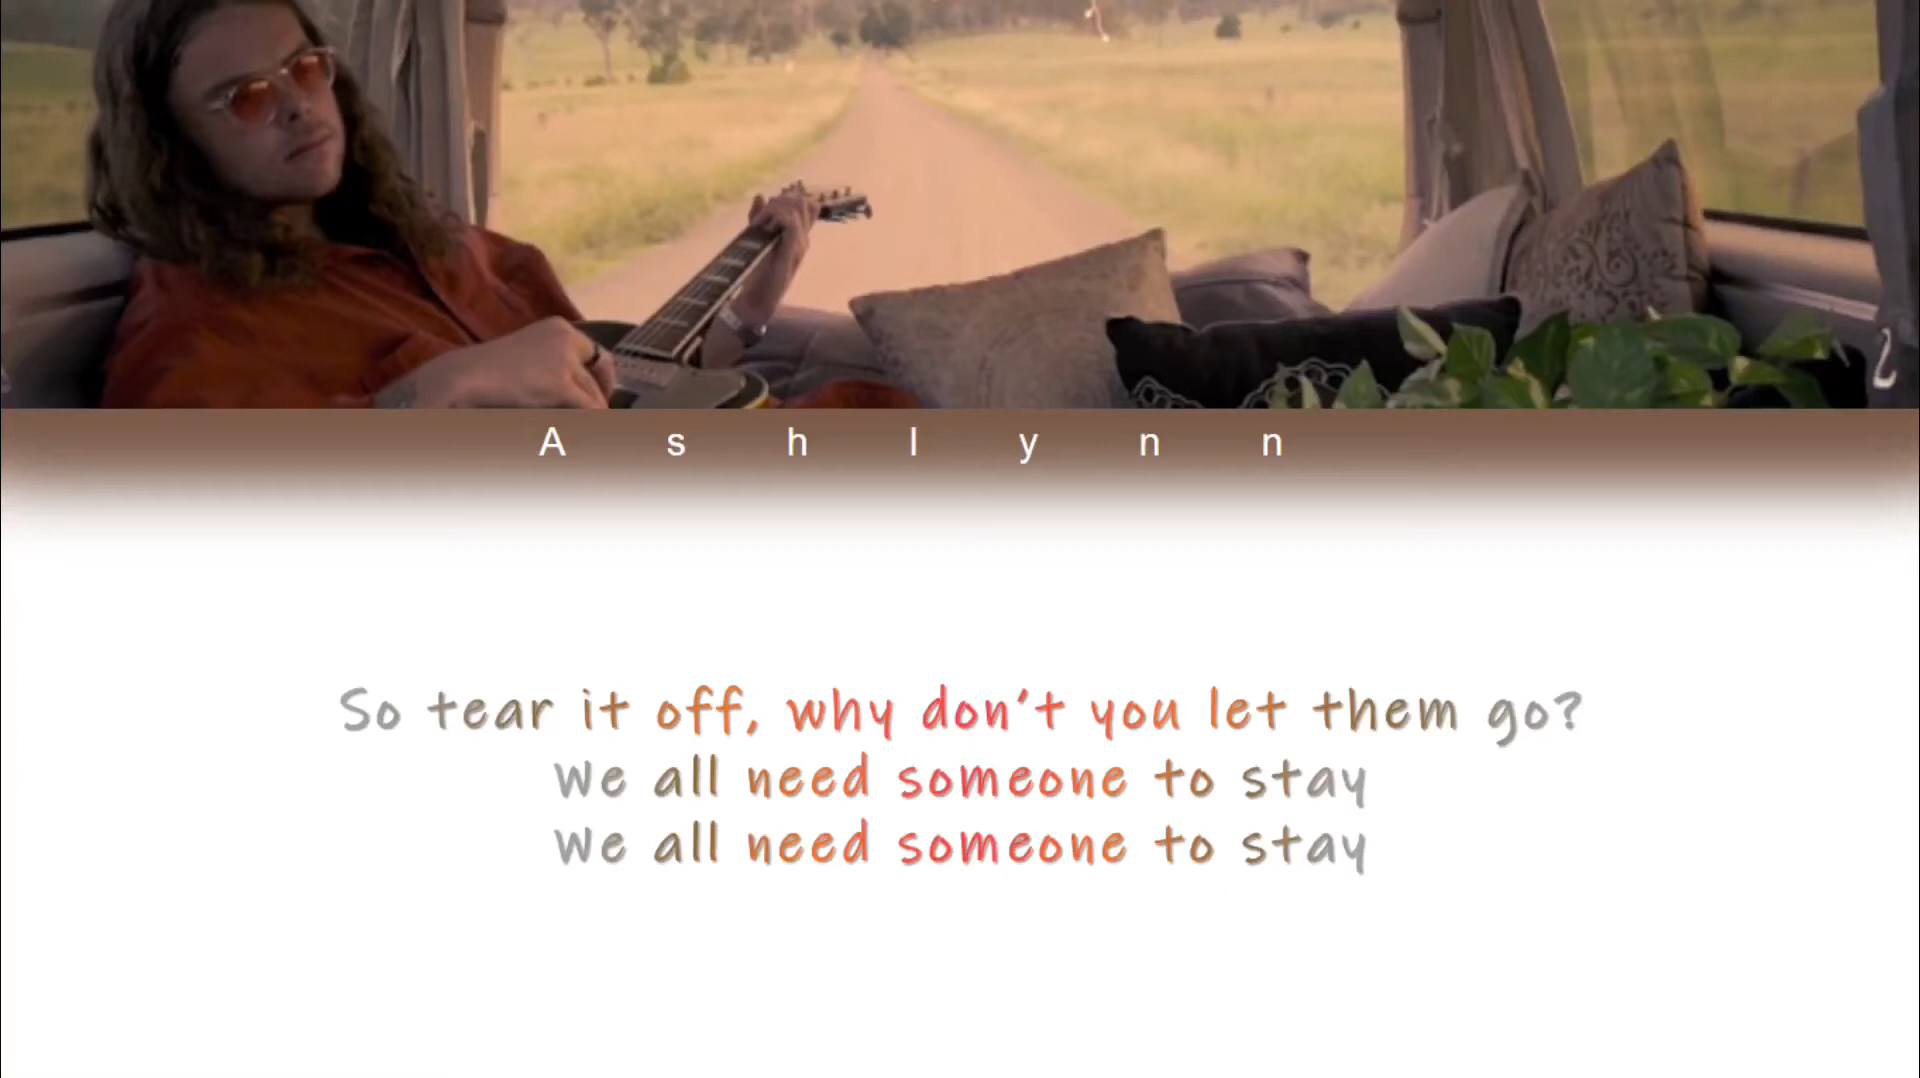 Ashlynn
So tear it off, why don't you let them go?
We all need someone to stay
We all need someone to stay